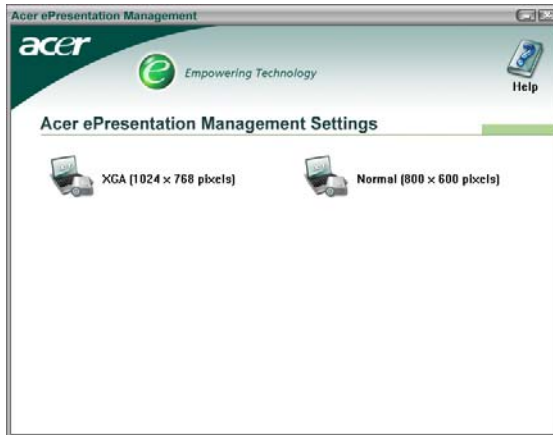 Acer ePresentation Management
acer
e Empowering Technology
Help
Acer ePresentation Management Settings
XGA (1024 x 768 pixels)
Normal (800 x 600 pixels)